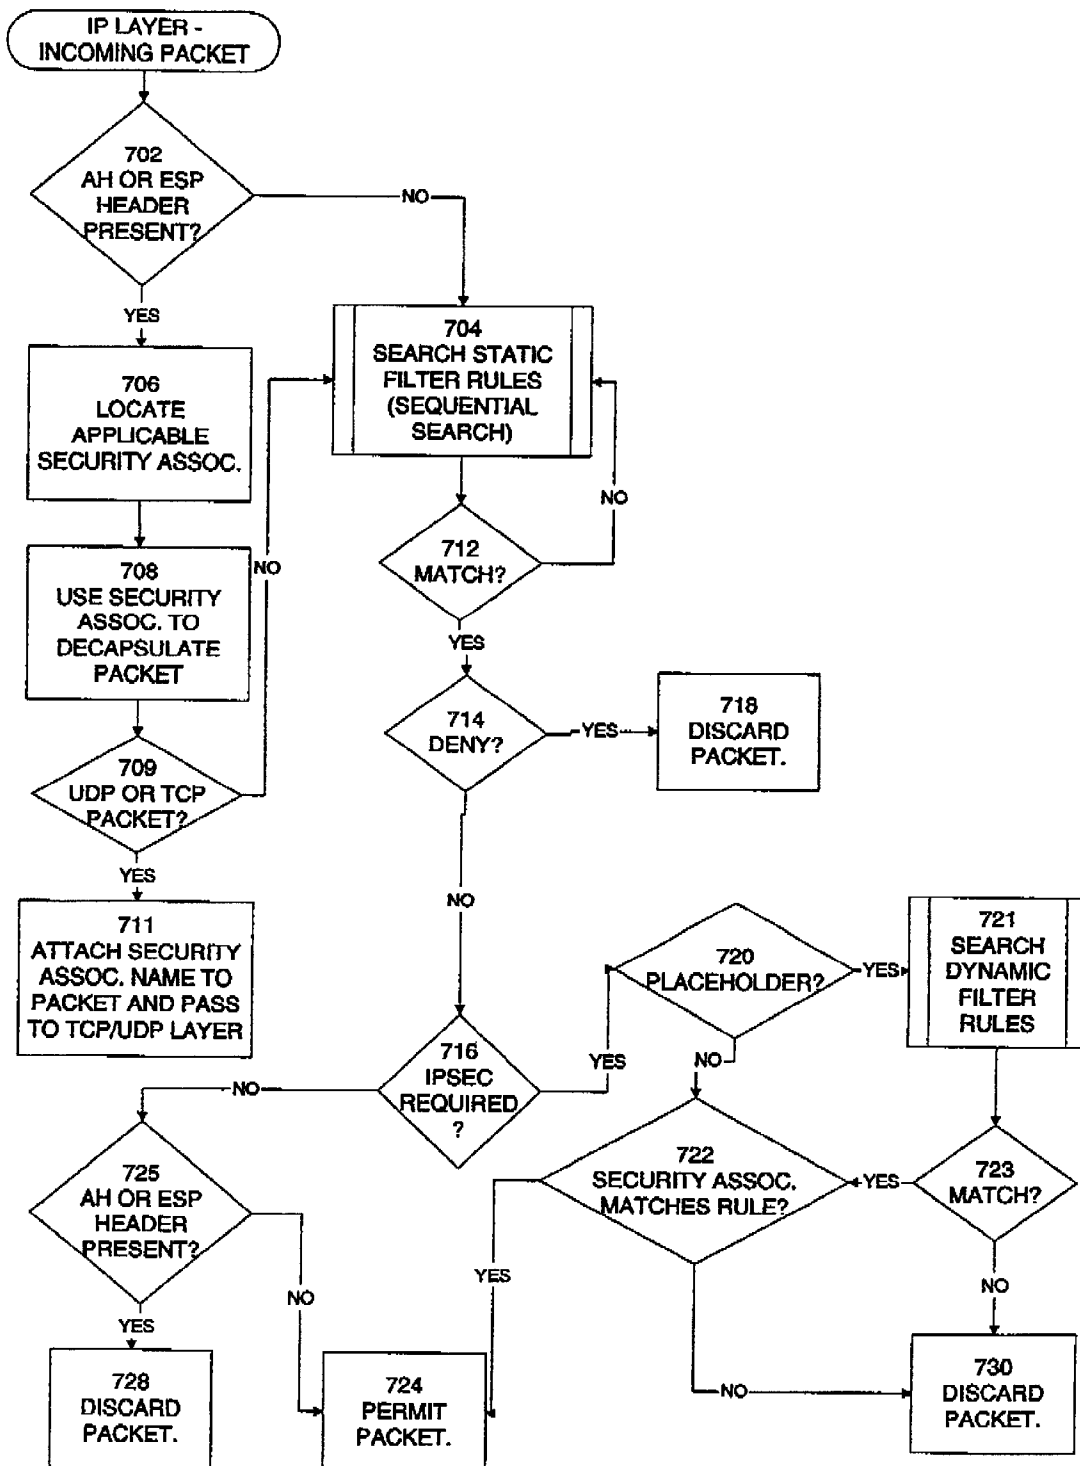 IP LAYER -
INCOMING PACKET
702
AH OR ESP
HEADER
PRESENT?
NO
YES
704
SEARCH STATIC
FILTER RULES
(SEQUENTIAL
SEARCH)
706
LOCATE
APPLICABLE
SECURITY ASSOC.
NO
712
MATCH?
708
USE SECURITY
ASSOC. TO
DECAPSULATE
PACKET
NO
YES
714
DENY?
YES
718
DISCARD
PACKET.
709
UDP OR TCP
PACKET?
YES
NO
711
ATTACH SECURITY
ASSOC. NAME TO
PACKET AND PASS
TO TCP/UDP LAYER
720
PLACEHOLDER?
YES
721
SEARCH
DYNAMIC
FILTER
RULES
716
IPSEC
REQUIRED
?
YES
NO
NO
725
AH OR ESP
HEADER
PRESENT?
722
SECURITY ASSOC.
MATCHES RULE?
YES
723
MATCH?
YES
NO
NO
YES
728
DISCARD
PACKET.
724
PERMIT
PACKET.
NO
730
DISCARD
PACKET.